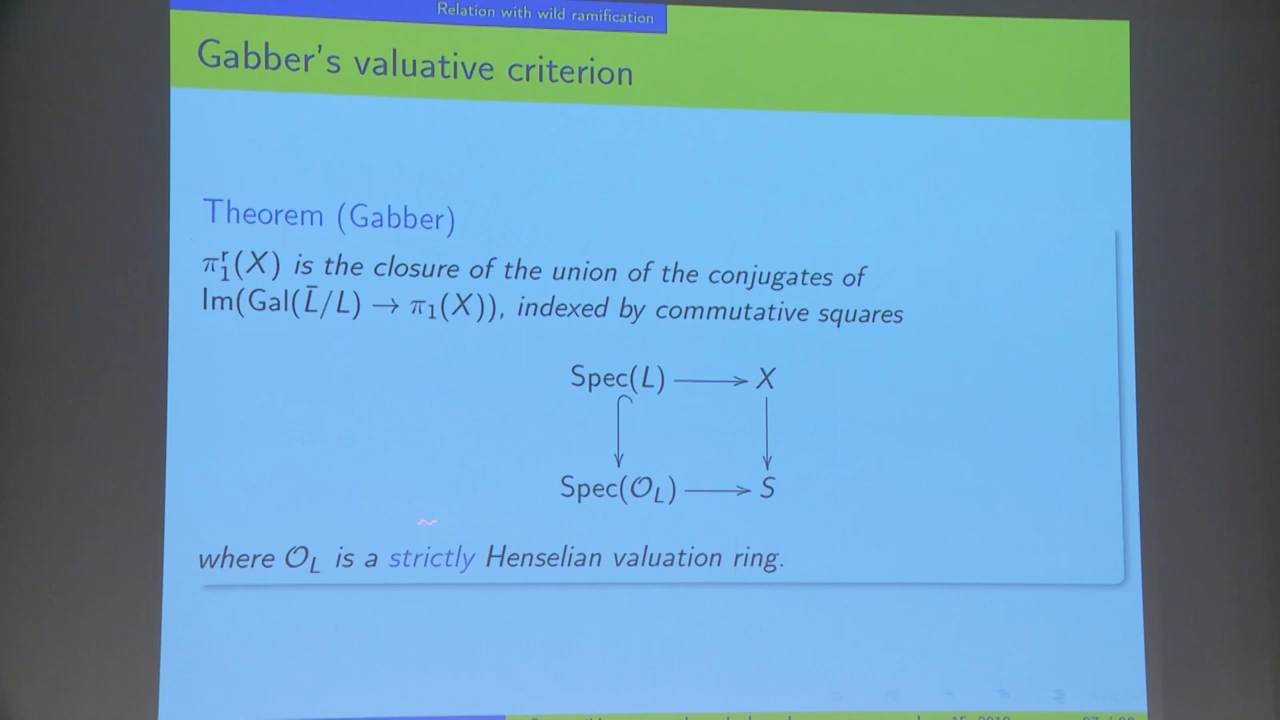 Relation with wild ramification
Gabber's valuative criterion
Theorem (Gabber)
π₁ʳ(X) is the closure of the union of the conjugates of
Im(Gal(L̄/L) → π₁(X)), indexed by commutative squares
Spec(L) → X
Spec(𝒪_L) → S
where 𝒪_L is a strictly Henselian valuation ring.